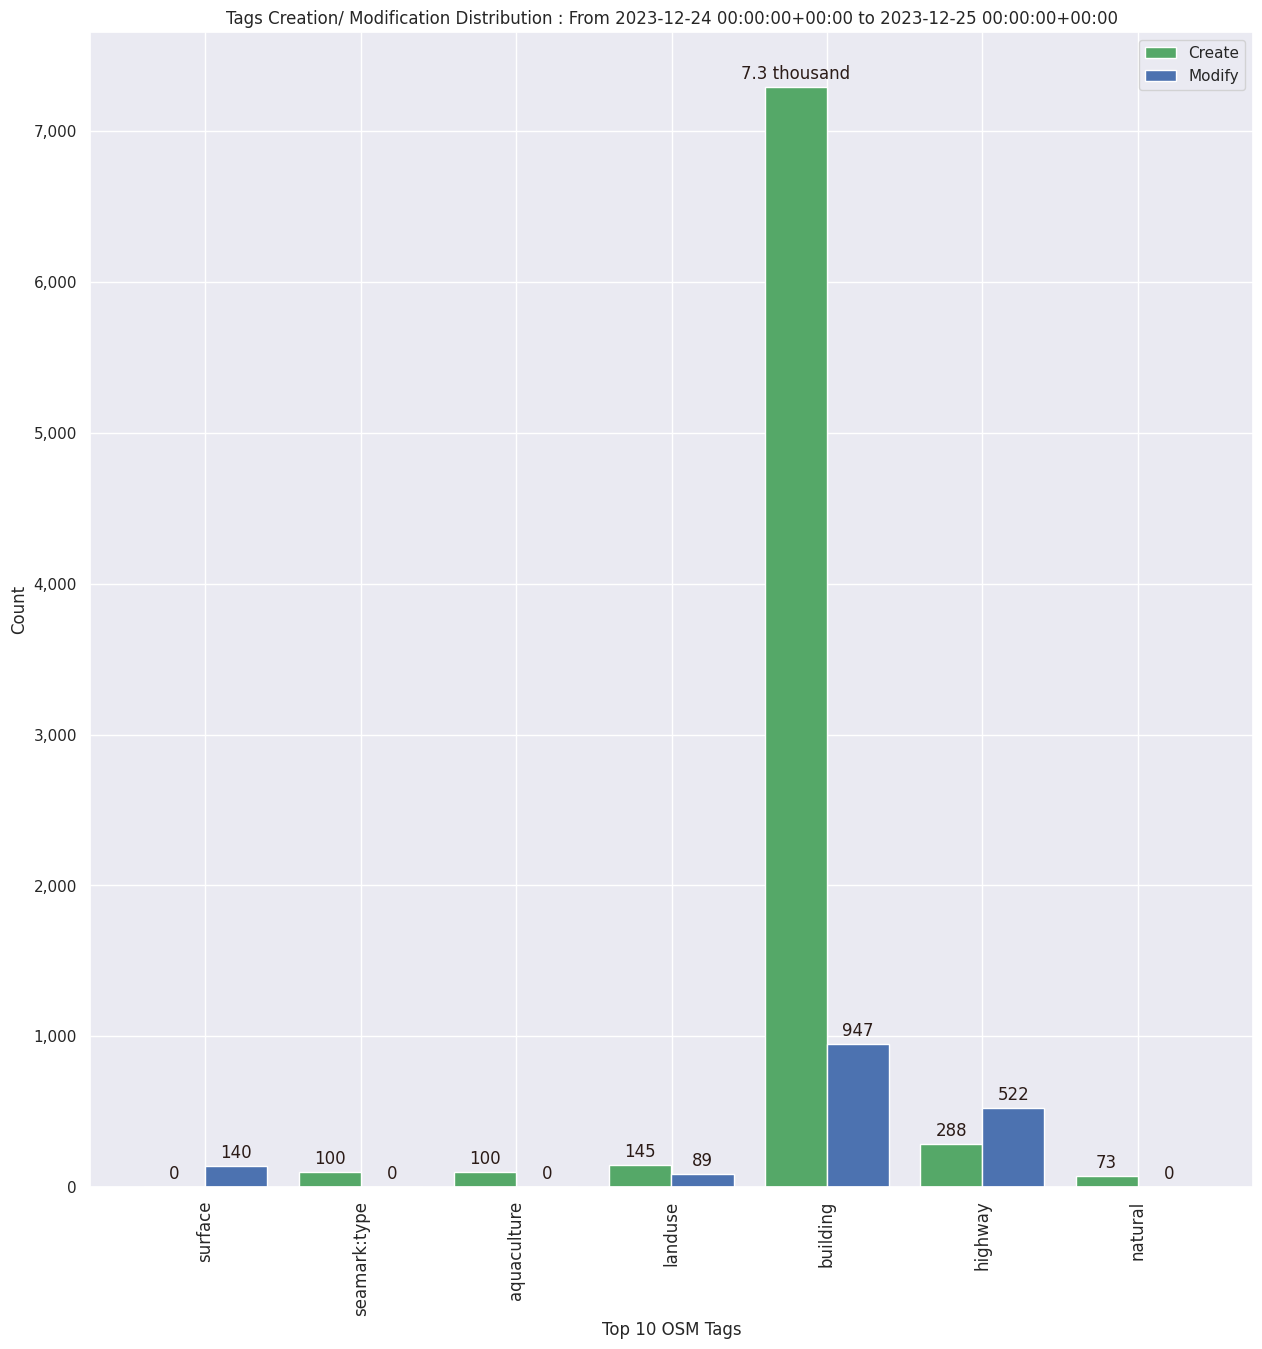 Tags Creation/ Modification Distribution : From 2023-12-24 00:00:00+00:00 to 2023-12-25 00:00:00+00:00
Create
Modify
7.3 thousand
7,000
6,000
5,000
4,000
3,000
2,000
1,000
0
Count
0
140
100
0
100
0
145
89
947
288
522
73
0
surface
seamark:type
aquaculture
landuse
building
highway
natural
Top 10 OSM Tags